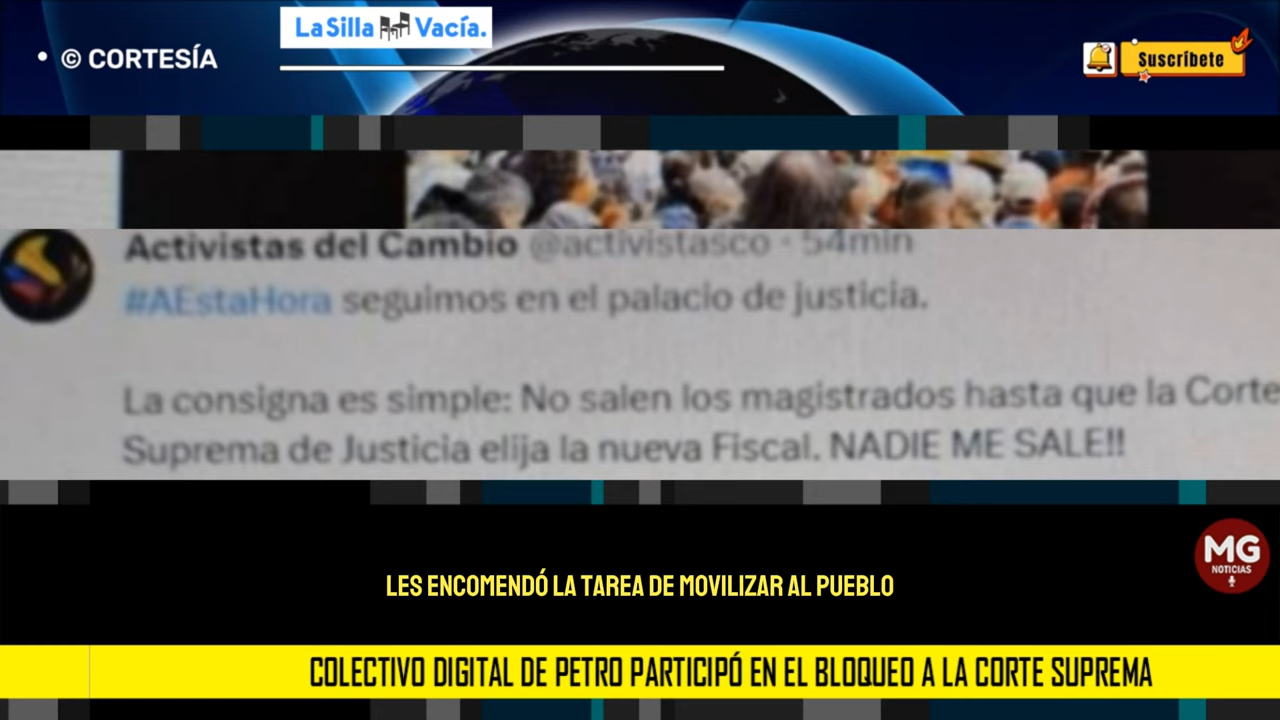 • © CORTESÍA
LaSilla Vacía.
Suscríbete
Activistas del Cambio @activistasco · 54min
#AEstaHora seguimos en el palacio de justicia.
La consigna es simple: No salen los magistrados hasta que la Corte
Suprema de Justicia elija la nueva Fiscal. NADIE ME SALE!!
MG
NOTICIAS
LES ENCOMENDÓ LA TAREA DE MOVILIZAR AL PUEBLO
COLECTIVO DIGITAL DE PETRO PARTICIPÓ EN EL BLOQUEO A LA CORTE SUPREMA